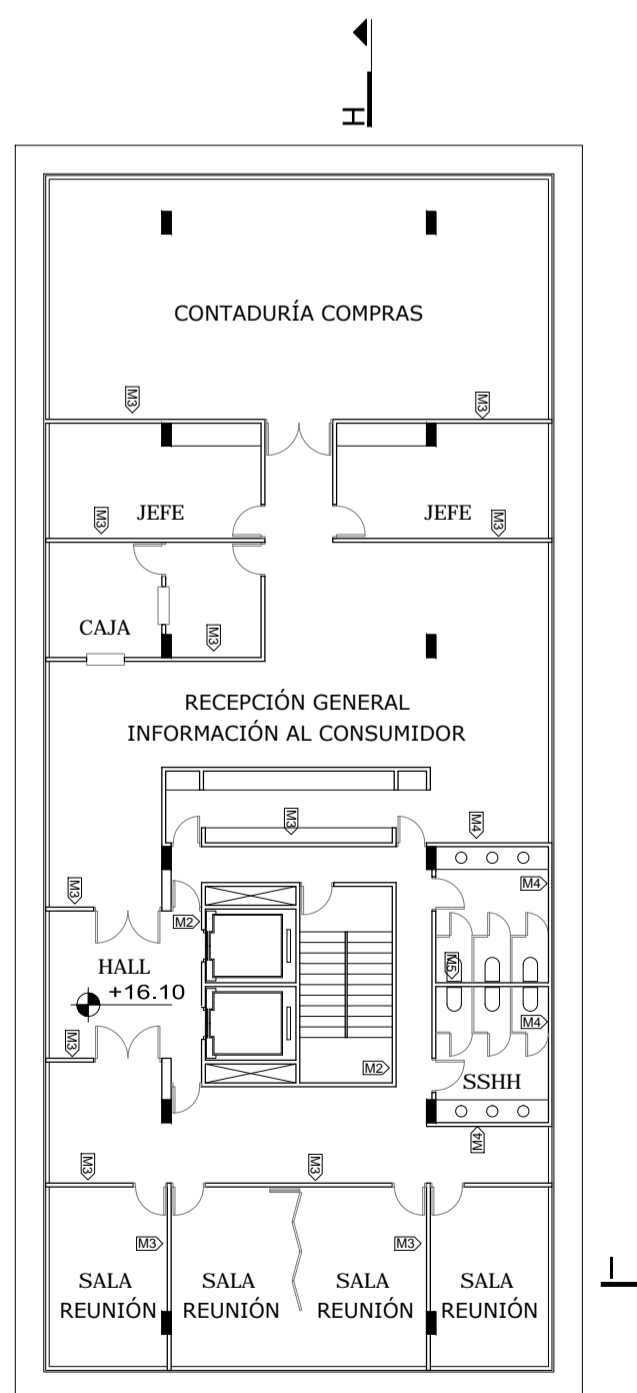 H
CONTADURÍA COMPRAS
M3
M3
JEFE
JEFE
M3
M3
CAJA
M3
RECEPCIÓN GENERAL
INFORMACIÓN AL CONSUMIDOR
M3
M4
M4
M3
M2
HALL
M5
+16.10
M4
M3
M2
SSHH
M4
M3
M3
M3
M3
SALA
REUNIÓN
SALA
REUNIÓN
SALA
REUNIÓN
SALA
REUNIÓN
I